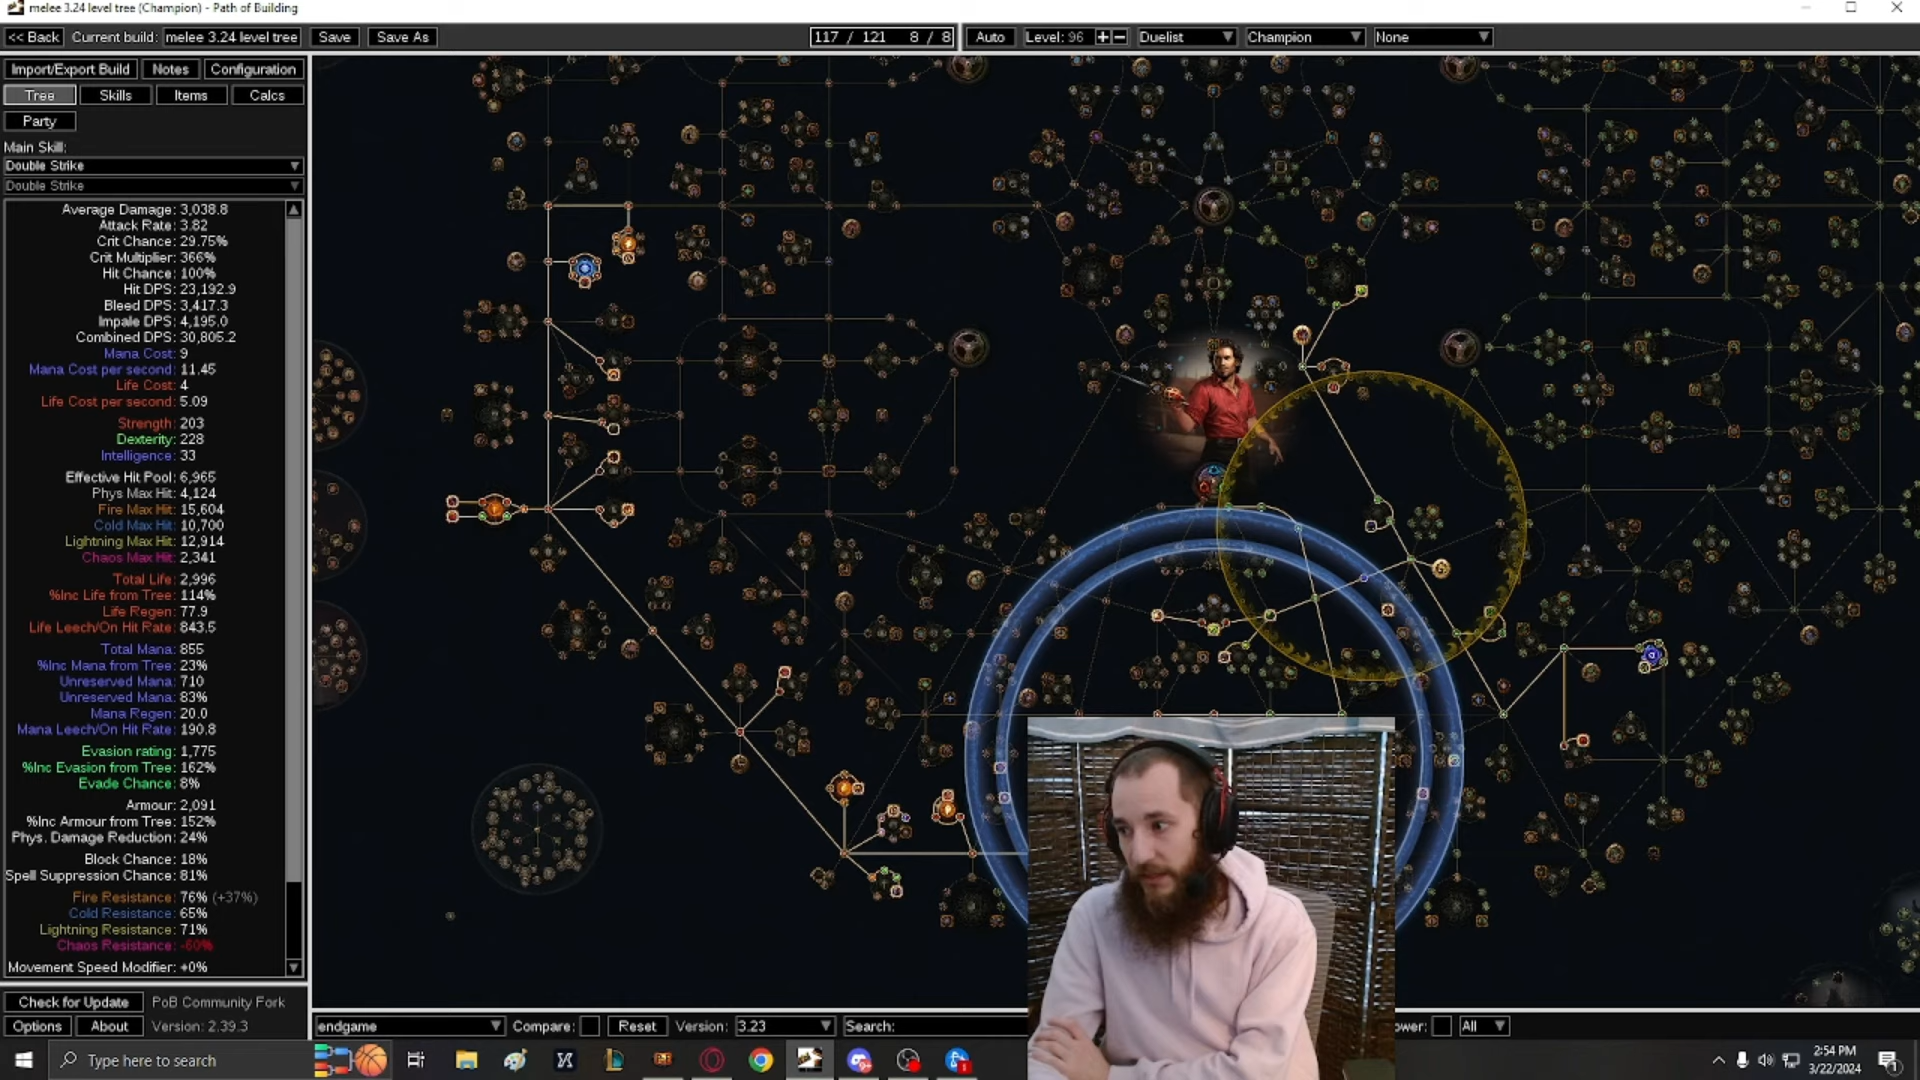 melee 3.24 level tree (Champion) - Path of Building
<< Back Current build: melee 3.24 level tree Save Save As 117 / 121 8 / 8 Auto Level: 96 + − Duelist Champion None
Import/Export Build Notes Configuration
Tree Skills Items Calcs
Party
Main Skill:
Double Strike
Double Strike
Average Damage: 3,038.8
Attack Rate: 3.82
Crit Chance: 29.75%
Crit Multiplier: 366%
Hit Chance: 100%
Hit DPS: 23,192.9
Bleed DPS: 3,417.3
Impale DPS: 4,195.0
Combined DPS: 30,805.2
Mana Cost: 9
Mana Cost per second: 11.45
Life Cost: 4
Life Cost per second: 5.09
Strength: 203
Dexterity: 228
Intelligence: 33
Effective Hit Pool: 6,965
Phys Max Hit: 4,124
Fire Max Hit: 15,604
Cold Max Hit: 10,700
Lightning Max Hit: 12,914
Chaos Max Hit: 2,341
Total Life: 2,996
%Inc Life from Tree: 114%
Life Regen: 77.9
Life Leech/On Hit Rate: 843.5
Total Mana: 855
%Inc Mana from Tree: 23%
Unreserved Mana: 710
Unreserved Mana: 83%
Mana Regen: 20.0
Mana Leech/On Hit Rate: 190.8
Evasion rating: 1,775
%Inc Evasion from Tree: 162%
Evade Chance: 8%
Armour: 2,091
%Inc Armour from Tree: 152%
Phys. Damage Reduction: 24%
Block Chance: 18%
Spell Suppression Chance: 81%
Fire Resistance: 76% (+37%)
Cold Resistance: 65%
Lightning Resistance: 71%
Chaos Resistance: -60%
Movement Speed Modifier: +0%
Check for Update PoB Community Fork
Options About Version: 2.39.3
endgame Compare: Reset Version: 3.23 Search: ower: All
Type here to search
2:54 PM
3/22/2024